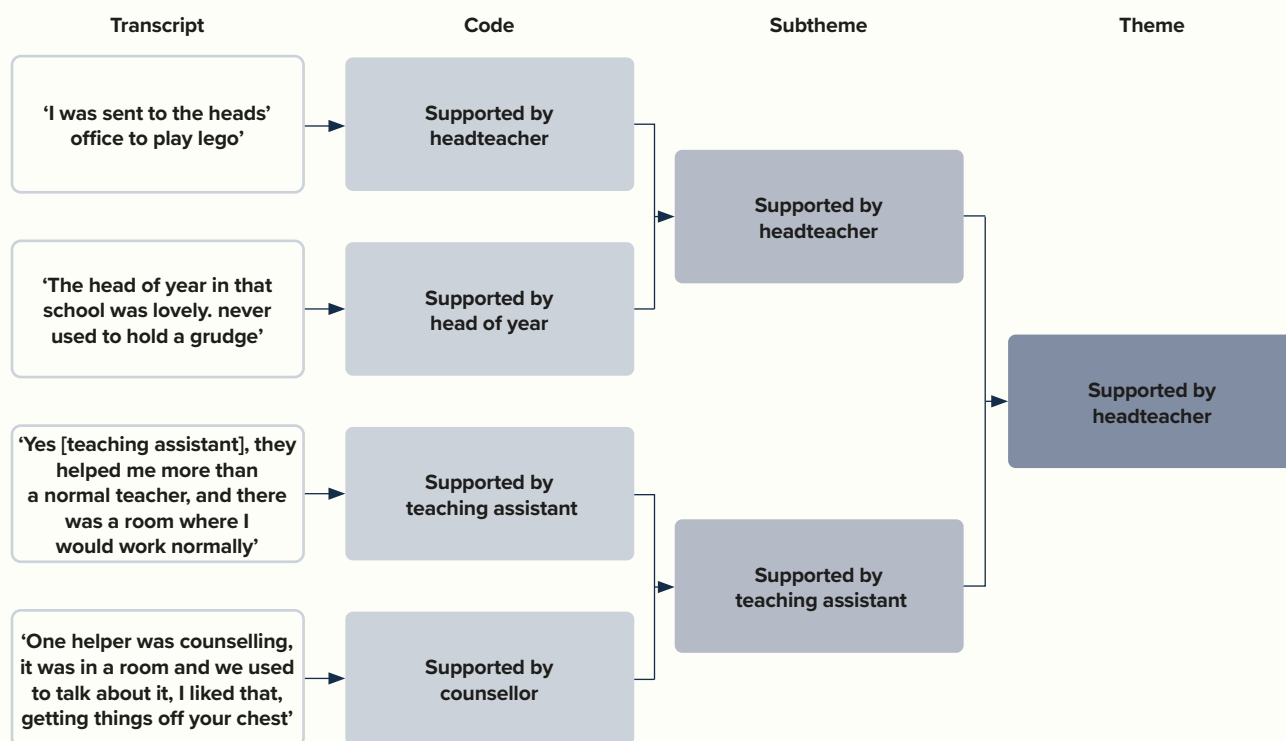 Transcript
Code
Subtheme
Theme
‘I was sent to the heads’
office to play lego’
Supported by
headteacher
Supported by
headteacher
‘The head of year in that
school was lovely. never
used to hold a grudge’
Supported by
head of year
Supported by
headteacher
‘Yes [teaching assistant], they
helped me more than
a normal teacher, and there
was a room where I
would work normally’
Supported by
teaching assistant
Supported by
teaching assistant
‘One helper was counselling,
it was in a room and we used
to talk about it, I liked that,
getting things off your chest’
Supported by
counsellor